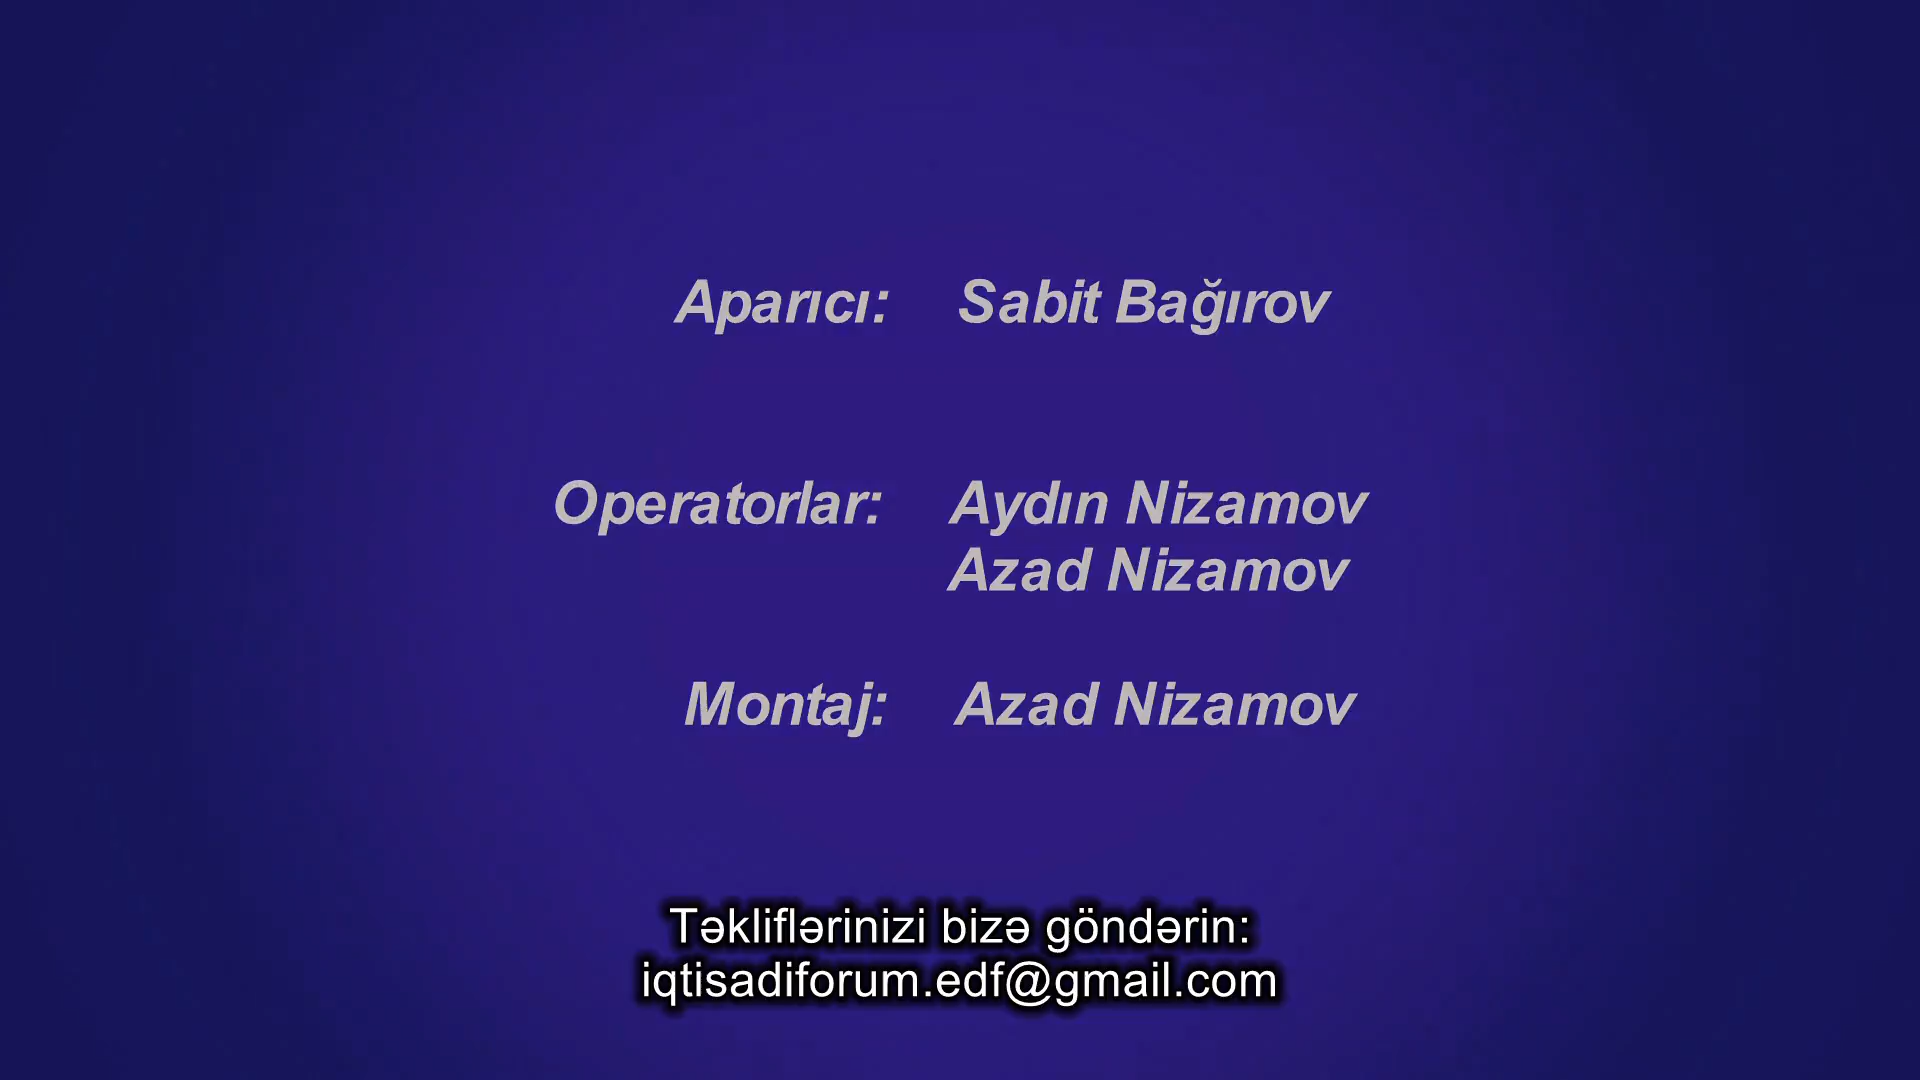 Aparıcı: Sabit Bağırov
Operatorlar: Aydın Nizamov
Azad Nizamov
Montaj: Azad Nizamov
Təkliflərinizi bizə göndərin:
iqtisadiforum.edf@gmail.com